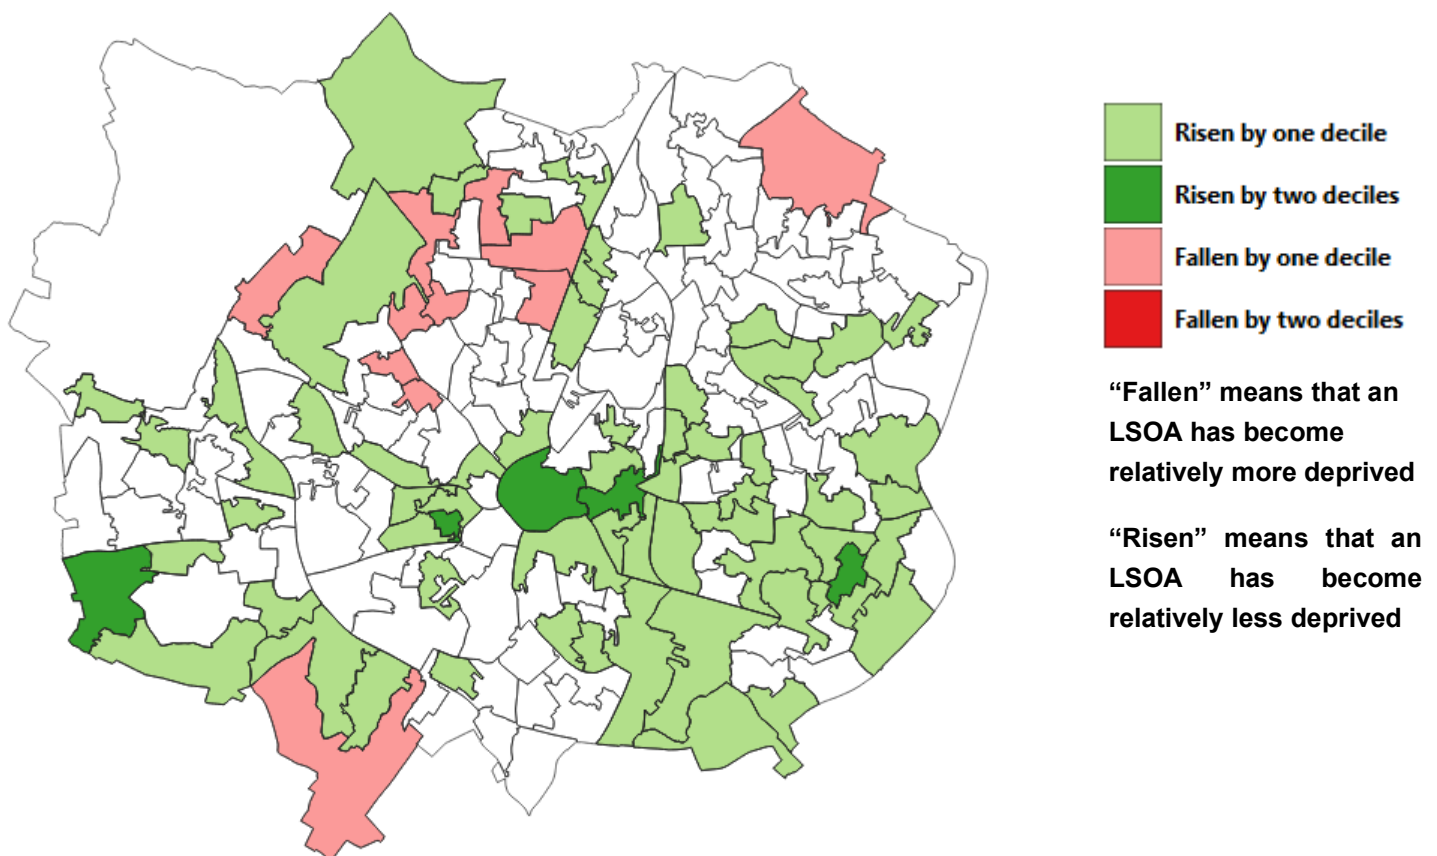 Risen by one decile
Risen by two deciles
Fallen by one decile
Fallen by two deciles
“Fallen” means that an
LSOA has become
relatively more deprived
“Risen” means that an
LSOA has become
relatively less deprived